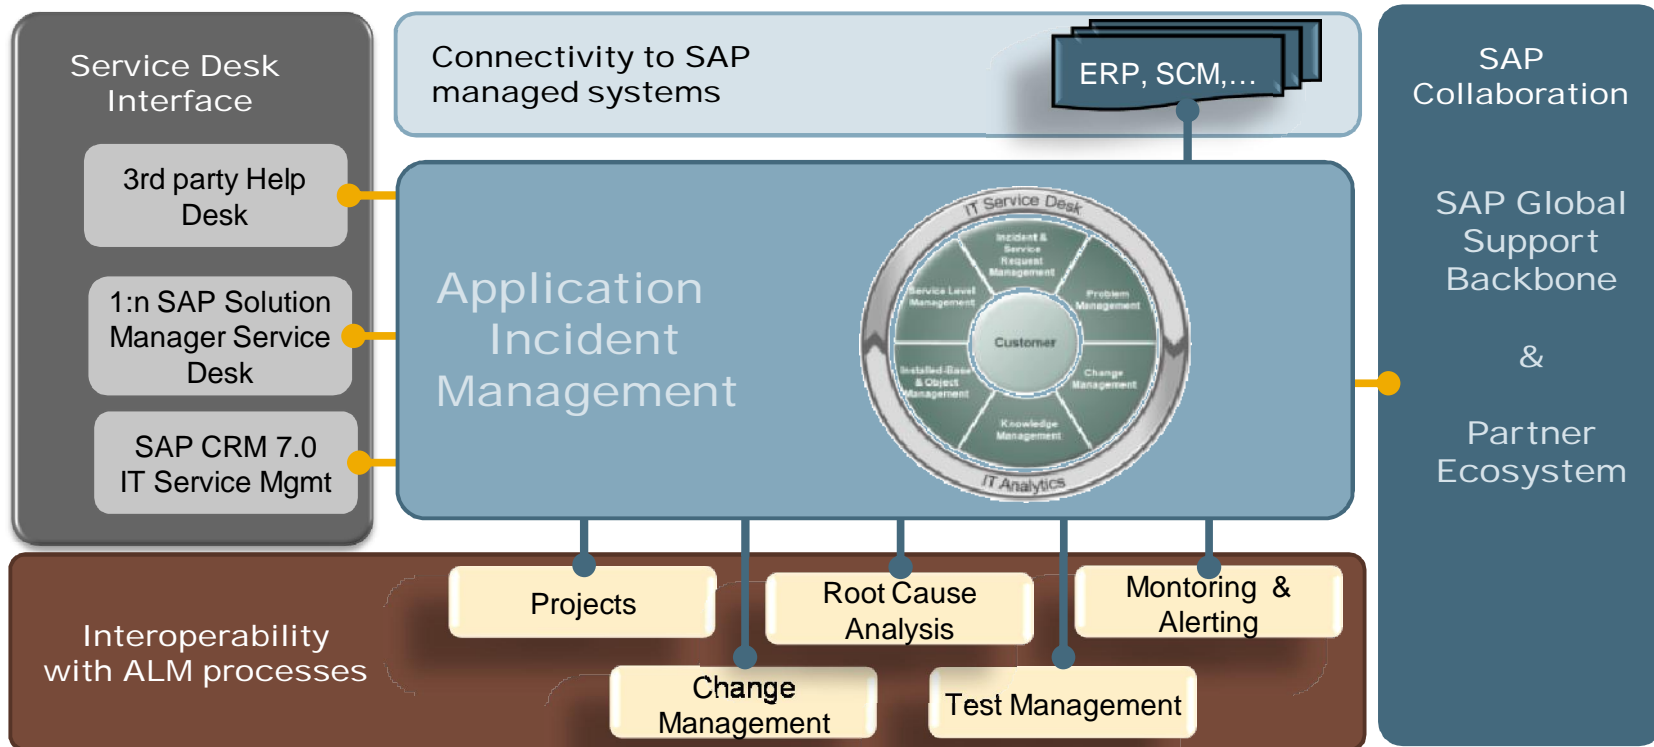 Service Desk
Interface
3rd party Help
Desk
1:n SAP Solution
Manager Service
Desk
SAP CRM 7.0
IT Service Mgmt
Connectivity to SAP
managed systems
ERP, SCM,...
Application
Incident
Management
IT Service Desk
Incident &
Service
Request
Management
Service Level
Management
Problem
Management
Customer
Installed-Base
& Object
Management
Change
Management
Knowledge
Management
IT Analytics
SAP
Collaboration
SAP Global
Support
Backbone
&
Partner
Ecosystem
Interoperability
with ALM processes
Projects
Root Cause
Analysis
Montoring &
Alerting
Change
Management
Test Management